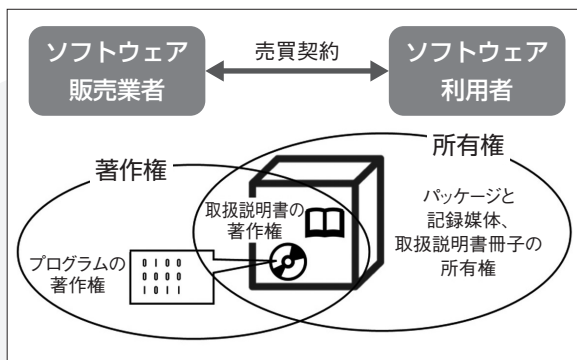 ソフトウェア
販売業者
売買契約
ソフトウェア
利用者
著作権
所有権
取扱説明書の
著作権
パッケージと
記録媒体、
取扱説明書冊子の
所有権
プログラムの
著作権
0100
0000
1011